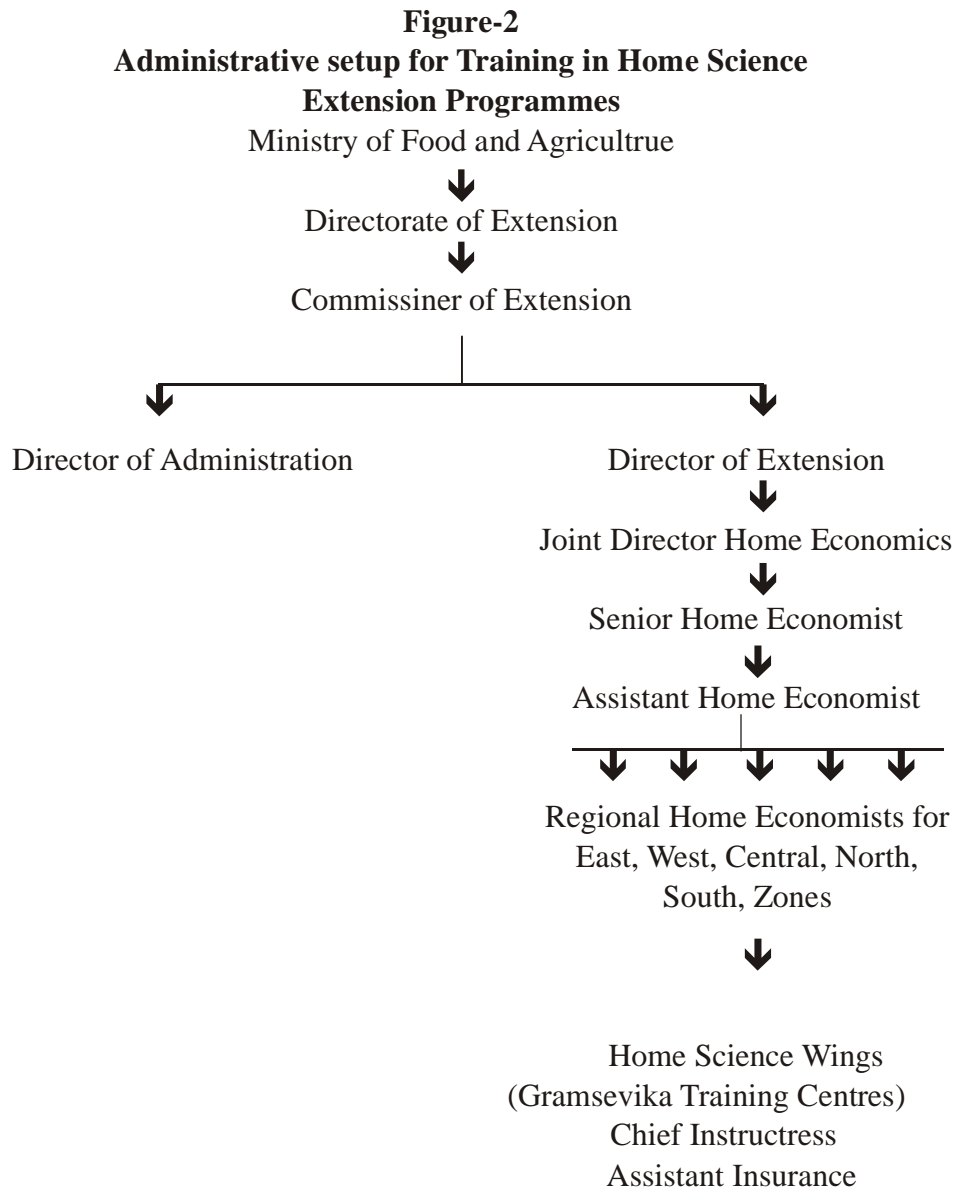 Figure-2
Administrative setup for Training in Home Science
Extension Programmes
Ministry of Food and Agricultrue
Directorate of Extension
Commissiner of Extension
Director of Administration
Director of Extension
Joint Director Home Economics
Senior Home Economist
Assistant Home Economist
Regional Home Economists for
East, West, Central, North,
South, Zones
Home Science Wings
(Gramsevika Training Centres)
Chief Instructress
Assistant Insurance